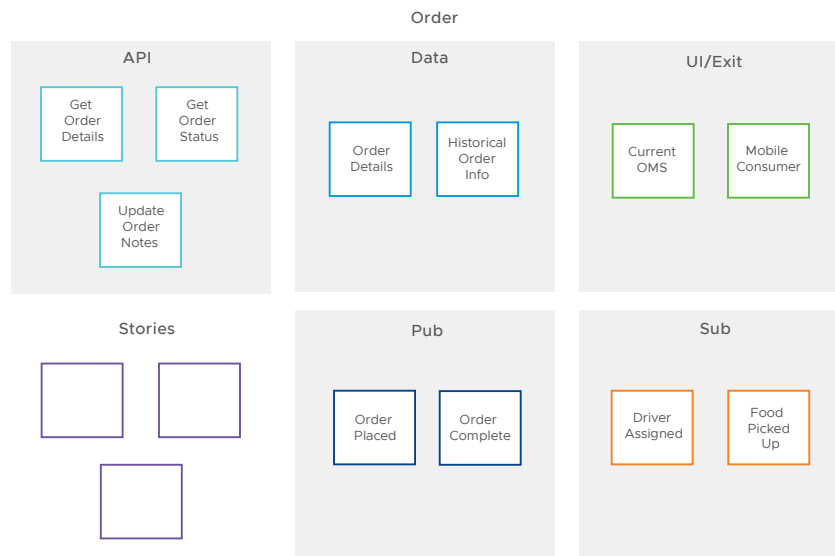 Order
API
Get
Order
Details
Get
Order
Status
Update
Order
Notes
Data
Order
Details
Historical
Order
Info
UI/Exit
Current
OMS
Mobile
Consumer
Stories
Pub
Order
Placed
Order
Complete
Sub
Driver
Assigned
Food
Picked
Up